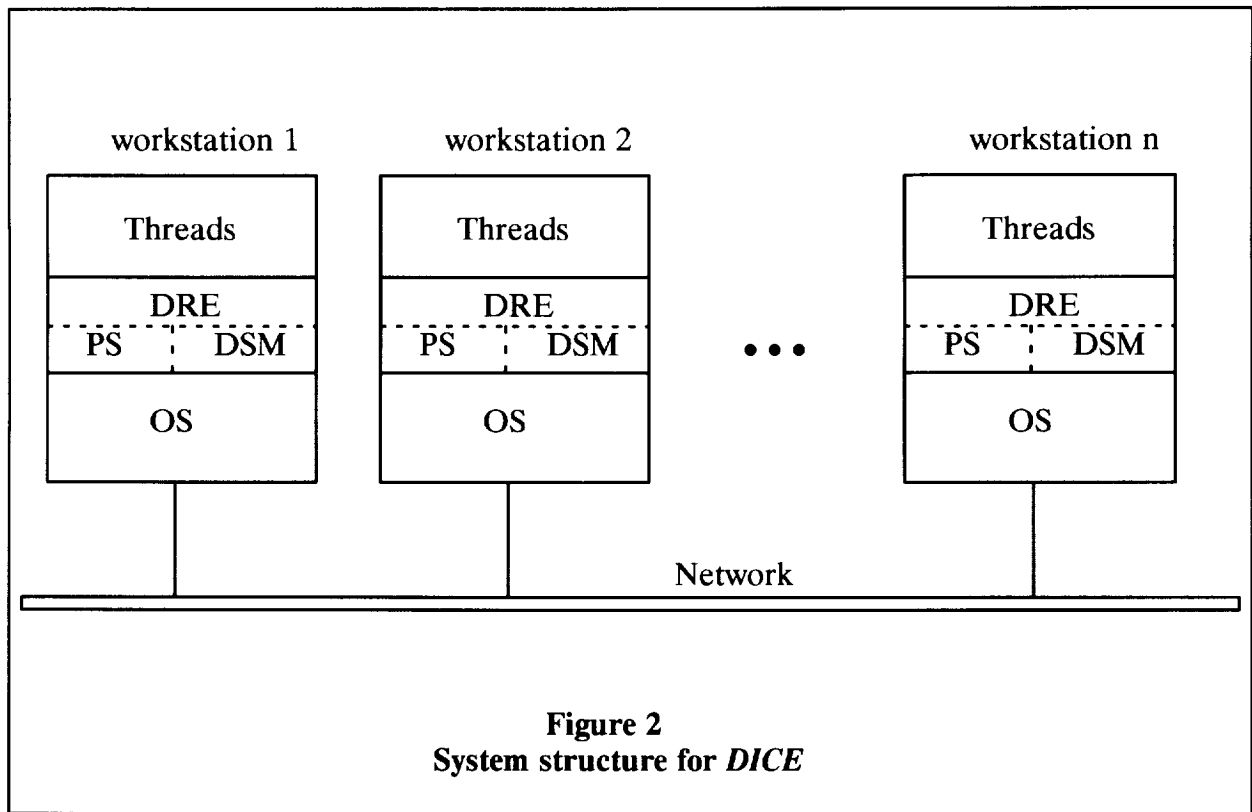 workstation 1 workstation 2 workstation n
Threads Threads Threads
DRE DRE DRE
PS DSM PS DSM ••• PS DSM
OS OS OS
Network
Figure 2
System structure for DICE